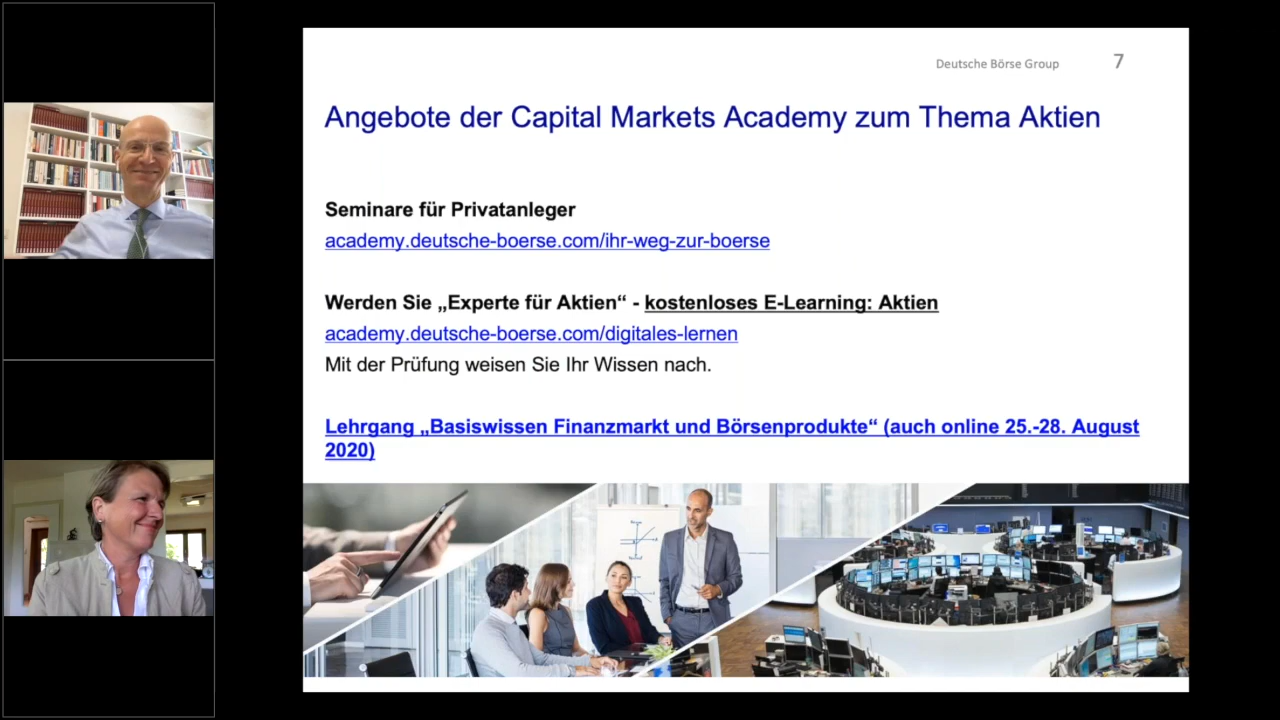 Deutsche Börse Group 7
Angebote der Capital Markets Academy zum Thema Aktien
Seminare für Privatanleger
academy.deutsche-boerse.com/ihr-weg-zur-boerse
Werden Sie „Experte für Aktien“ - kostenloses E-Learning: Aktien
academy.deutsche-boerse.com/digitales-lernen
Mit der Prüfung weisen Sie Ihr Wissen nach.
Lehrgang „Basiswissen Finanzmarkt und Börsenprodukte“ (auch online 25.-28. August
2020)